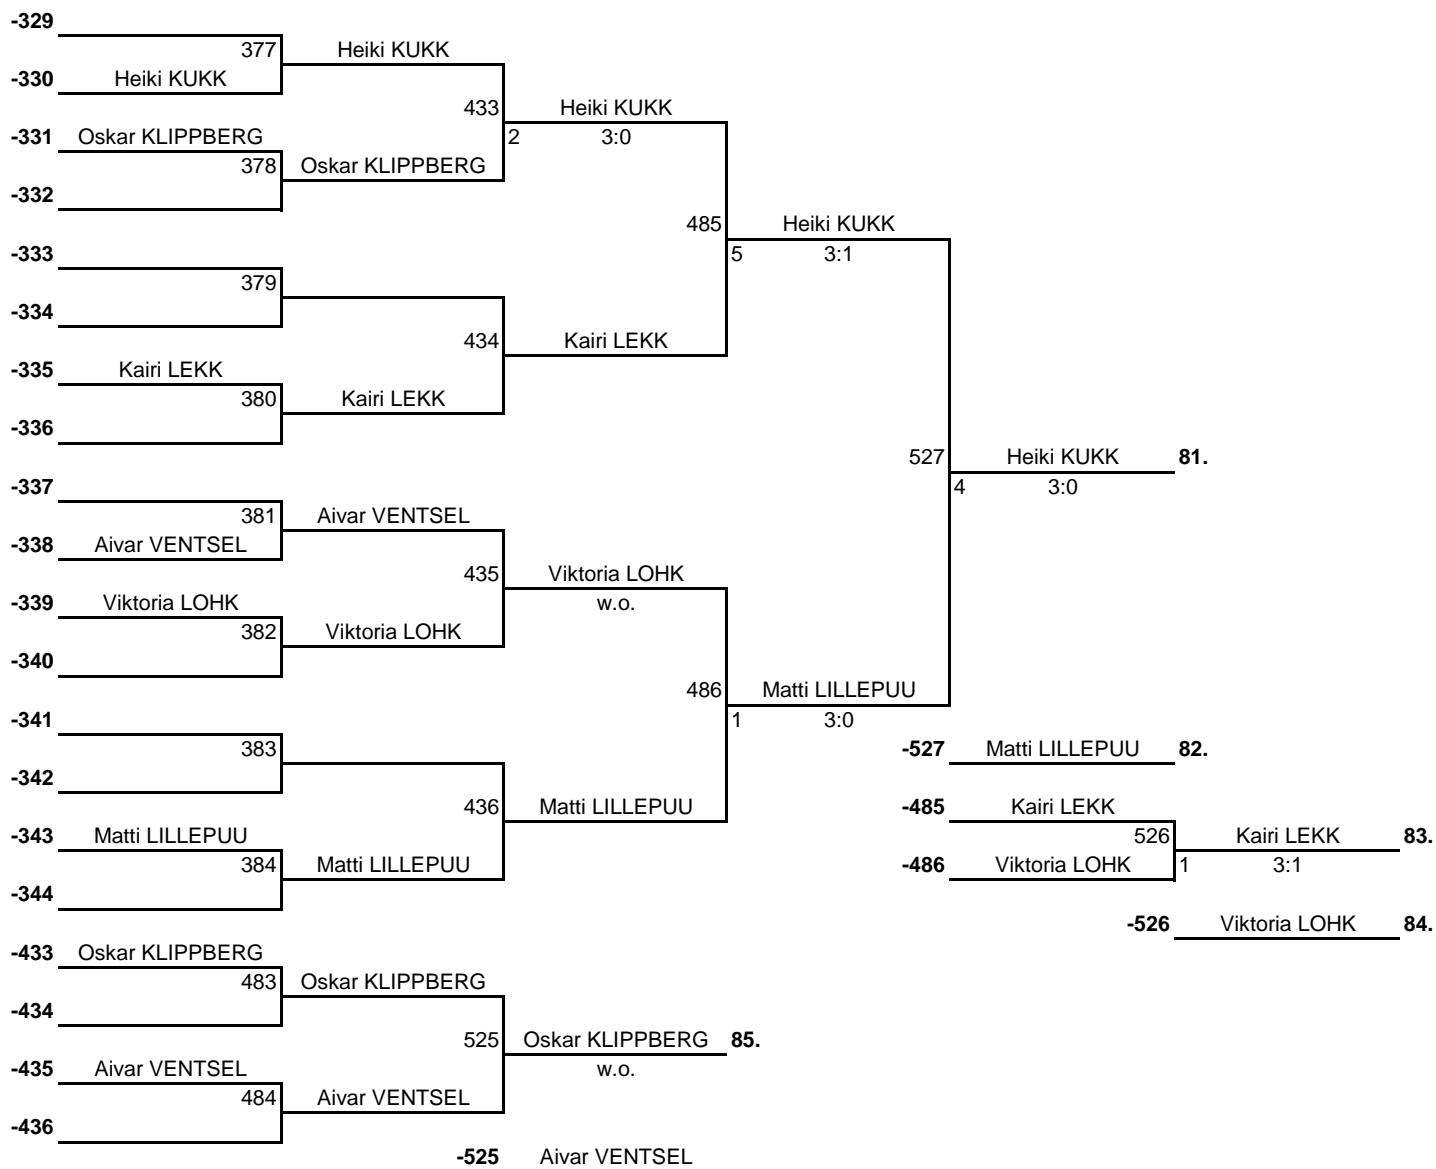 -329
377 Heiki KUKK
-330 Heiki KUKK
433 Heiki KUKK
-331 Oskar KLIPPBERG 2 3:0
378 Oskar KLIPPBERG
-332
485 Heiki KUKK
-333 5 3:1
379
-334
434 Kairi LEKK
-335 Kairi LEKK
380 Kairi LEKK
-336
527 Heiki KUKK 81.
-337 4 3:0
381 Aivar VENTSEL
-338 Aivar VENTSEL
435 Viktoria LOHK
-339 Viktoria LOHK w.o.
382 Viktoria LOHK
-340
486 Matti LILLEPUU
-341 1 3:0
383 -527 Matti LILLEPUU 82.
-342
436 Matti LILLEPUU -485 Kairi LEKK
-343 Matti LILLEPUU 526 Kairi LEKK 83.
384 Matti LILLEPUU -486 Viktoria LOHK 1 3:1
-344
-526 Viktoria LOHK 84.
-433 Oskar KLIPPBERG
483 Oskar KLIPPBERG
-434
525 Oskar KLIPPBERG 85.
-435 Aivar VENTSEL w.o.
484 Aivar VENTSEL
-436
-525 Aivar VENTSEL